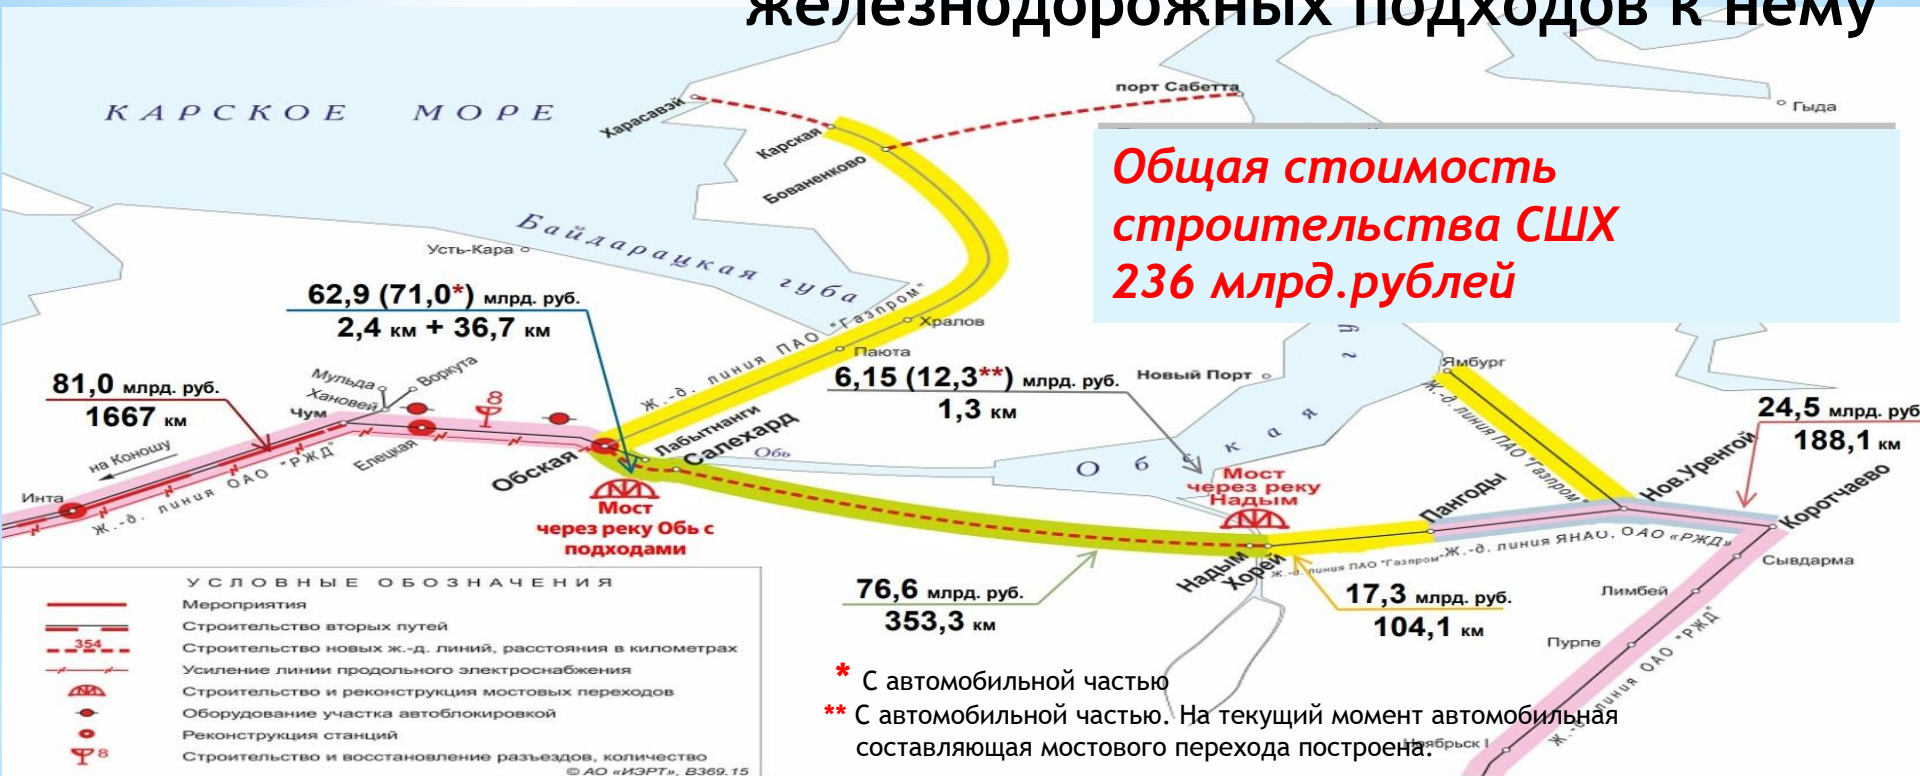 железнодорожных подходов к нему
КАРСКОЕ МОРЕ
Харасавэй
порт Сабетта
Гыда
Карская
Бованенково
Общая стоимость
строительства СШХ
236 млрд.рублей
Байдарацкая губа
Усть-Кара
62,9 (71,0*) млрд. руб.
2,4 км + 36,7 км
Ж.-д. линия ПАО "Газпром"
Хралов
Паюта
81,0 млрд. руб.
1667 км
Мульда
Воркута
Хановей
Чум
8
6,15 (12,3**) млрд. руб.
1,3 км
Новый Порт
Ямбург
Ж.-д. линия ПАО "Газпром"
24,5 млрд. руб
188,1 км
на Коношу
Елецкая
Обская
Лабытнанги
Салехард
Обь
Обская гу
Инта
Ж.-д. линия ОАО "РЖД"
Мост
через реку Обь с
подходами
Мост
через реку
Надым
Пангоды
Нов.Уренгой
Коротчаево
Надым
Хорей
Ж.-д. линия ПАО "Газпром"
Ж.-д. линия ЯНАО, ОАО «РЖД»
Сывдарма
Лимбей
Пурпе
Ж.-д. линия ОАО "РЖД"
76,6 млрд. руб.
353,3 км
17,3 млрд. руб.
104,1 км
УСЛОВНЫЕ ОБОЗНАЧЕНИЯ
Мероприятия
Строительство вторых путей
354 Строительство новых ж.-д. линий, расстояния в километрах
Усиление линии продольного электроснабжения
Строительство и реконструкция мостовых переходов
Оборудование участка автоблокировкой
Реконструкция станций
8 Строительство и восстановление разъездов, количество
© АО «ИЭРТ», В369.15
* С автомобильной частью
** С автомобильной частью. На текущий момент автомобильная
составляющая мостового перехода построена.
Ноябрьск I